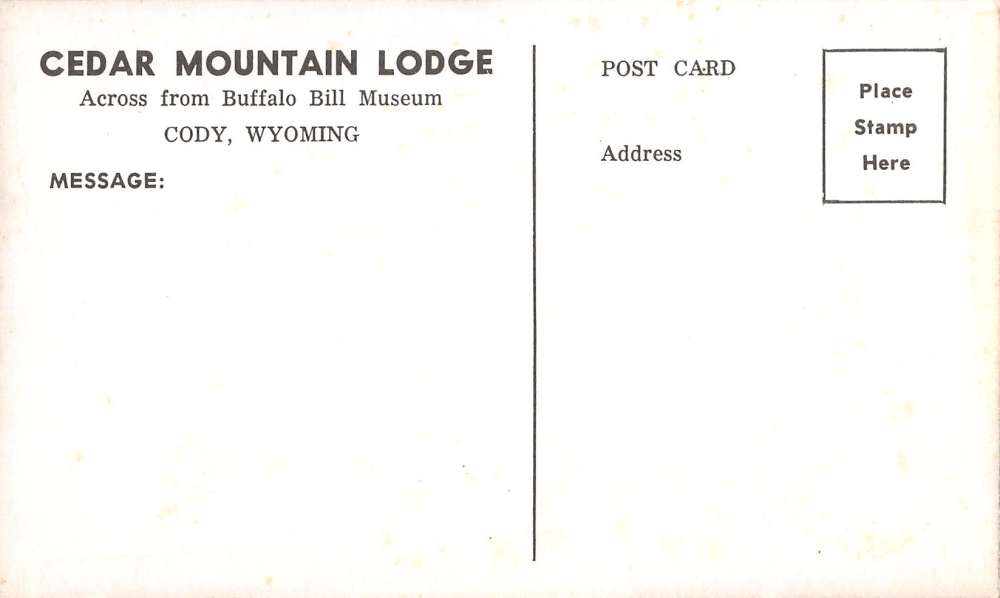 CEDAR MOUNTAIN LODGE
Across from Buffalo Bill Museum
CODY, WYOMING
MESSAGE:
POST CARD
Address
Place
Stamp
Here